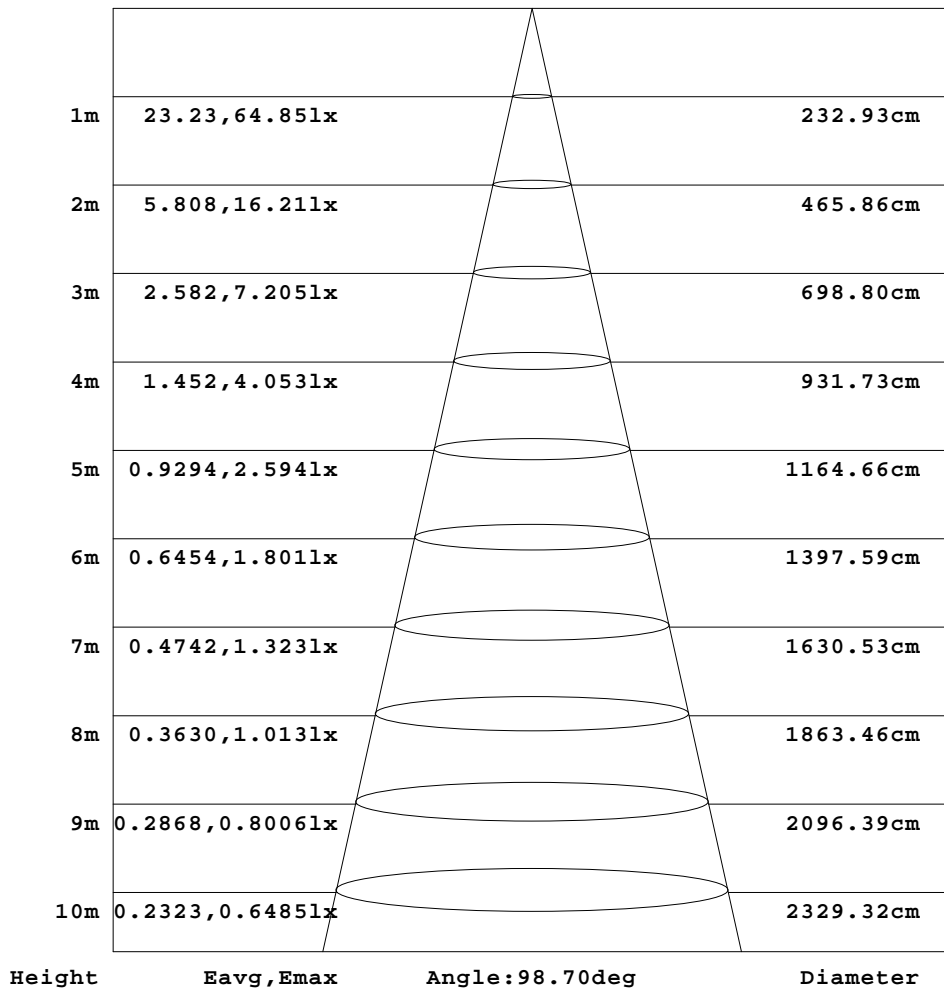 1m 23.23,64.85lx 232.93cm
2m 5.808,16.21lx 465.86cm
3m 2.582,7.205lx 698.80cm
4m 1.452,4.053lx 931.73cm
5m 0.9294,2.594lx 1164.66cm
6m 0.6454,1.801lx 1397.59cm
7m 0.4742,1.323lx 1630.53cm
8m 0.3630,1.013lx 1863.46cm
9m 0.2868,0.8006lx 2096.39cm
10m 0.2323,0.6485lx 2329.32cm
Height Eavg,Emax Angle:98.70deg Diameter